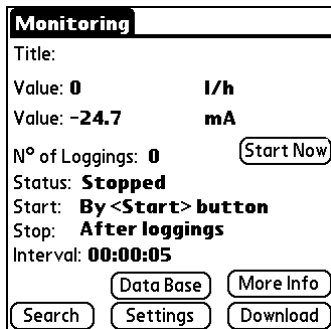 Monitoring
Title:
Value: 0 l/h
Value: -24.7 mA
Nº of Loggings: 0 Start Now
Status: Stopped
Start: By <Start> button
Stop: After loggings
Interval: 00:00:05
Data Base More Info
Search Settings Download